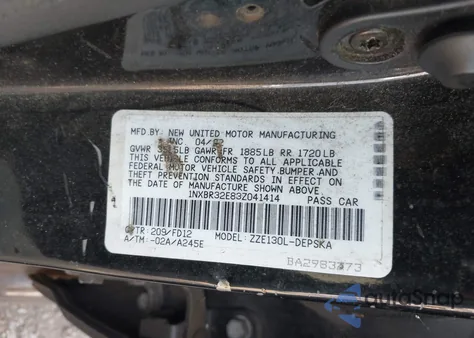 MFD.BY NEW UNITED MOTOR MANUFACTURING
INC 04/
GVWR LB GAWR FR 1885LB RR 1720LB
THIS VEHICLE CONFORMS TO ALL APPLICABLE
FEDERAL MOTOR VEHICLE SAFETY,BUMPER,AND
THEFT PREVENTION STANDARDS IN EFFECT ON
THE DATE OF MANUFACTURE SHOWN ABOVE.
1NXBR32E83Z041414 PASS CAR
C/TR: 209/FD12 MODEL: ZZE130L-DEPSKA
A/TM: -02A/A245E
BA2983373
autoSnap